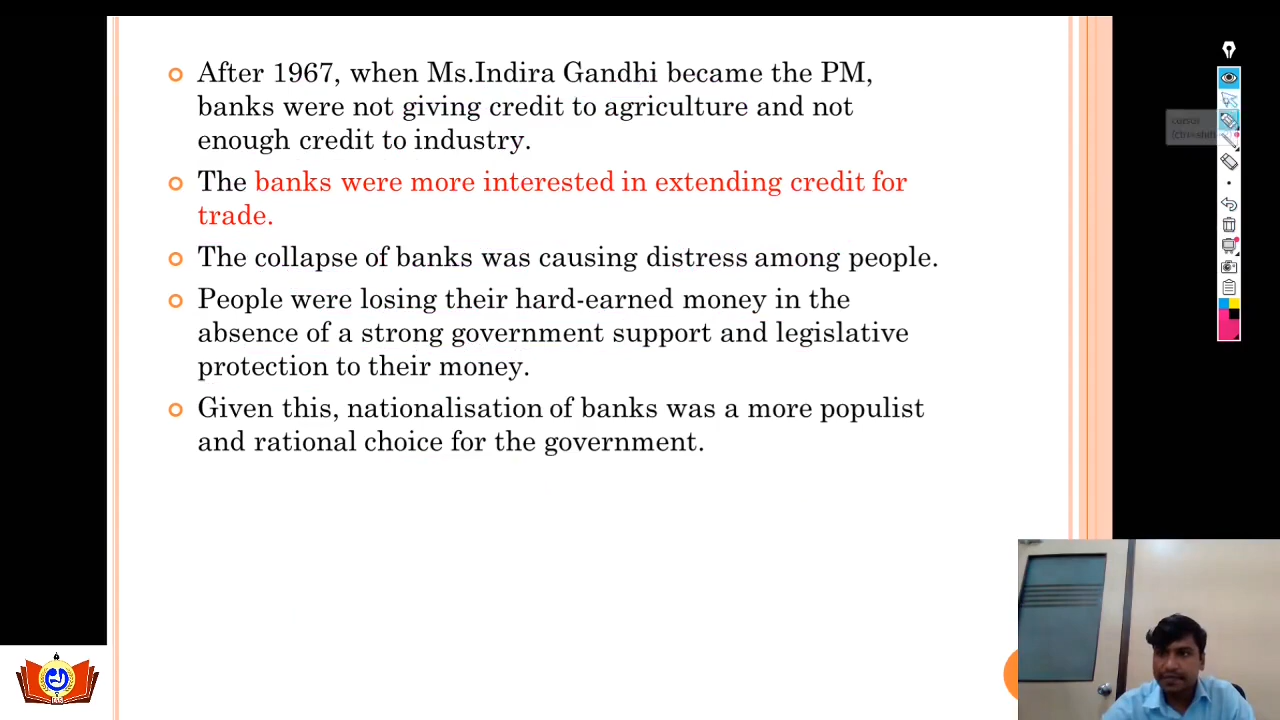 After 1967, when Ms.Indira Gandhi became the PM,
banks were not giving credit to agriculture and not
enough credit to industry.
The banks were more interested in extending credit for
trade.
The collapse of banks was causing distress among people.
People were losing their hard-earned money in the
absence of a strong government support and legislative
protection to their money.
Given this, nationalisation of banks was a more populist
and rational choice for the government.